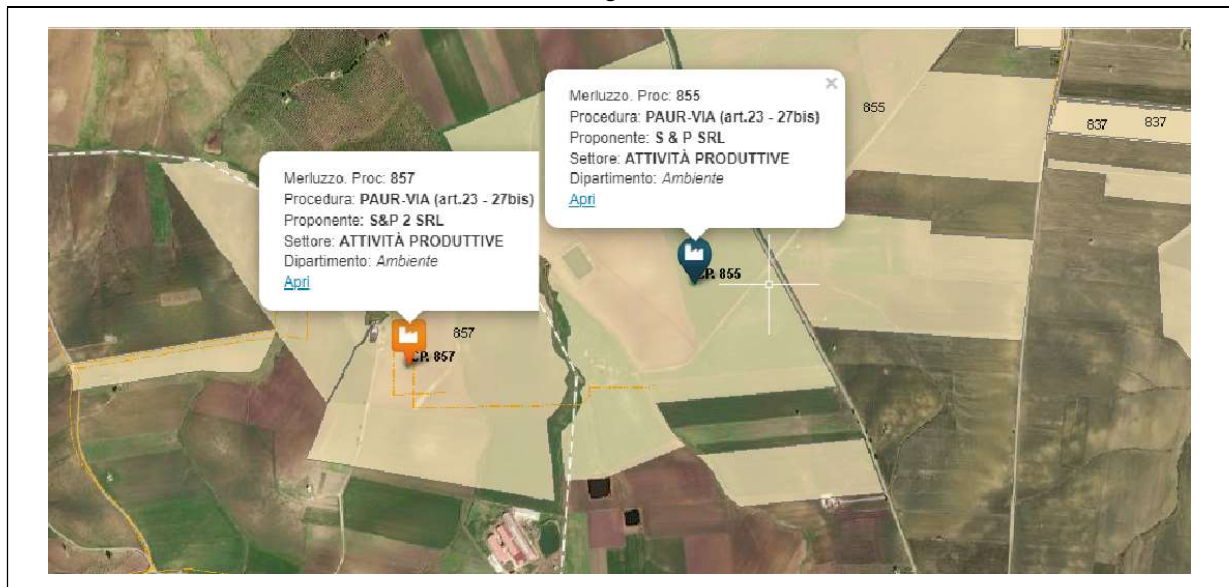 Merluzzo. Proc: 857
Procedura: PAUR-VIA (art.23 - 27bis)
Proponente: S&P 2 SRL
Settore: ATTIVITÀ PRODUTTIVE
Dipartimento: Ambiente
Apri
Merluzzo. Proc: 855
Procedura: PAUR-VIA (art.23 - 27bis)
Proponente: S & P SRL
Settore: ATTIVITÀ PRODUTTIVE
Dipartimento: Ambiente
Apri
855
837 837
CP. 855
857
CP. 857